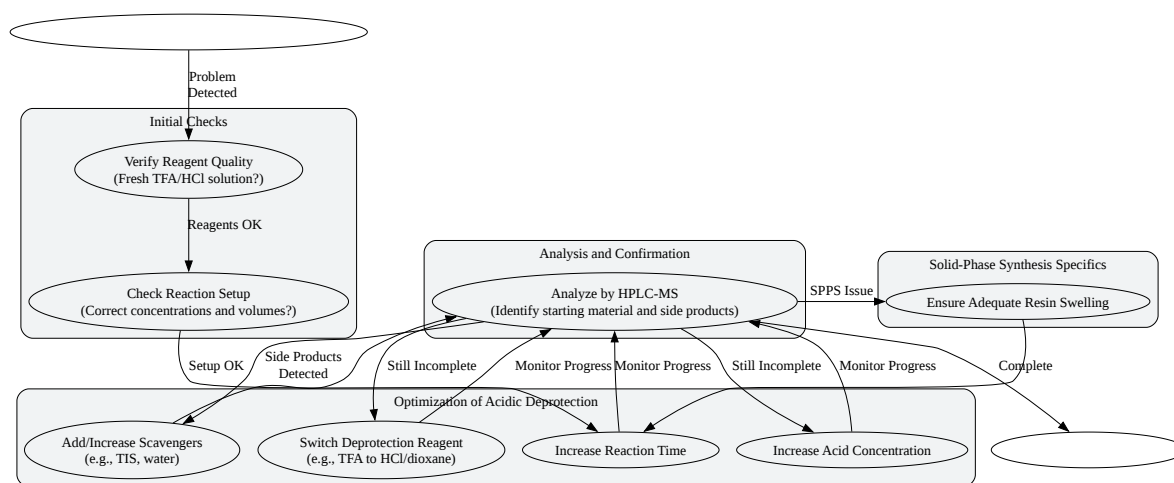 Problem
Detected
Initial Checks
Verify Reagent Quality
(Fresh TFA/HCl solution?)
Reagents OK
Check Reaction Setup
(Correct concentrations and volumes?)
Analysis and Confirmation
Analyze by HPLC-MS
(Identify starting material and side products)
SPPS Issue
Solid-Phase Synthesis Specifics
Ensure Adequate Resin Swelling
Setup OK
Side Products
Detected
Still Incomplete
Monitor Progress
Monitor Progress
Still Incomplete
Monitor Progress
Complete
Optimization of Acidic Deprotection
Add/Increase Scavengers
(e.g., TIS, water)
Switch Deprotection Reagent
(e.g., TFA to HCl/dioxane)
Increase Reaction Time
Increase Acid Concentration